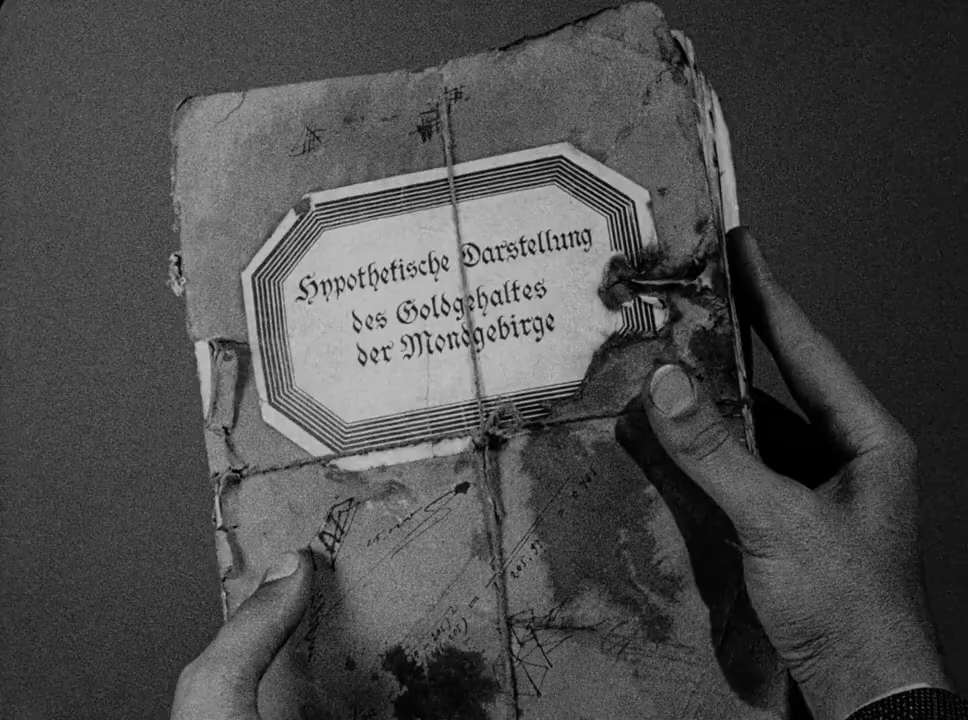 Hypothetische Darstellung
des Goldgehaltes
der Mondgebirge